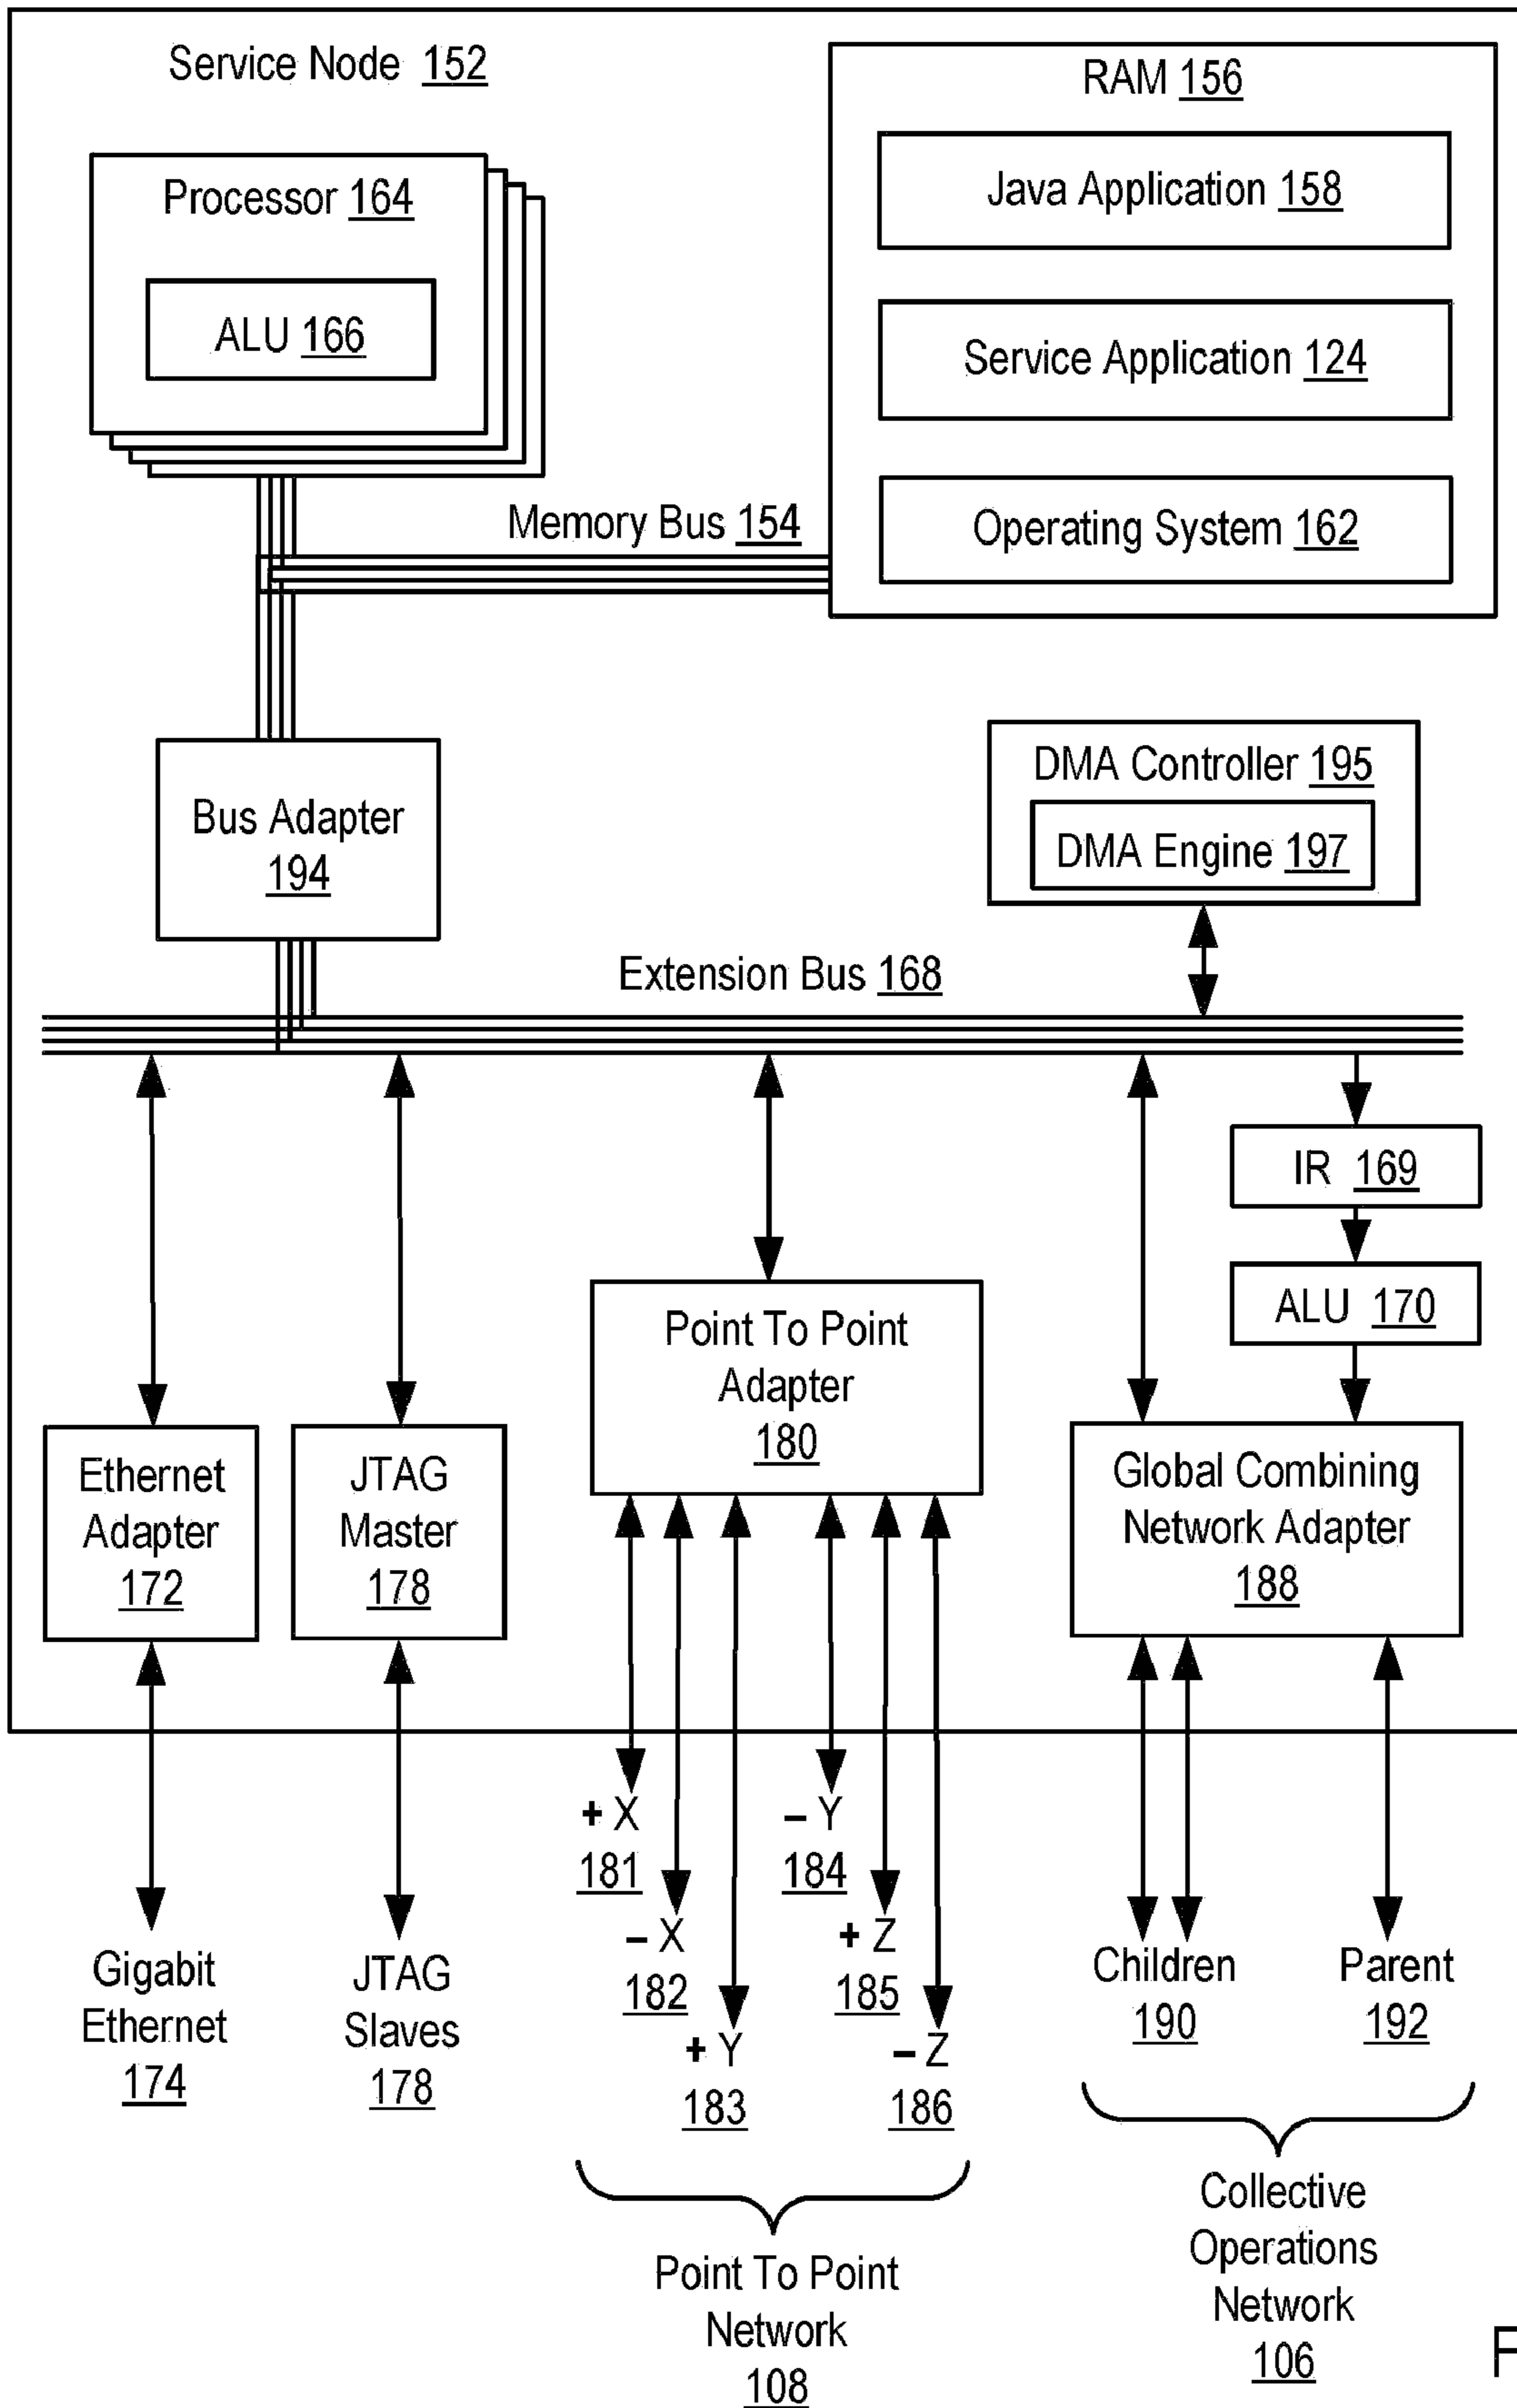 Service Node 152
RAM 156
Java Application 158
Service Application 124
Operating System 162
Processor 164
ALU 166
Memory Bus 154
Bus Adapter
194
DMA Controller 195
DMA Engine 197
Extension Bus 168
IR 169
ALU 170
Point To Point
Adapter
180
Ethernet
Adapter
172
JTAG
Master
178
Global Combining
Network Adapter
188
+ X
181
– X
182
+ Y
183
– Y
184
+ Z
185
– Z
186
Gigabit
Ethernet
174
JTAG
Slaves
178
Children
190
Parent
192
Point To Point
Network
108
Collective
Operations
Network
106
F